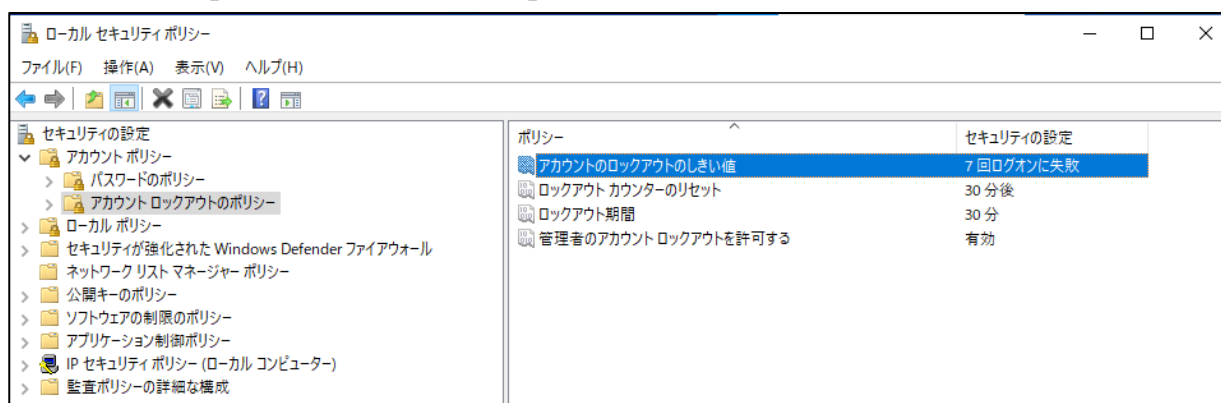 ローカル セキュリティ ポリシー
ファイル(F) 操作(A) 表示(V) ヘルプ(H)
セキュリティの設定
アカウント ポリシー
パスワードのポリシー
アカウント ロックアウトのポリシー
ローカル ポリシー
セキュリティが強化された Windows Defender ファイアウォール
ネットワーク リスト マネージャー ポリシー
公開キーのポリシー
ソフトウェアの制限のポリシー
アプリケーション制御ポリシー
IP セキュリティ ポリシー (ローカル コンピューター)
監査ポリシーの詳細な構成
ポリシー セキュリティの設定
アカウントのロックアウトのしきい値 7 回ログオンに失敗
ロックアウト カウンターのリセット 30 分後
ロックアウト期間 30 分
管理者のアカウント ロックアウトを許可する 有効